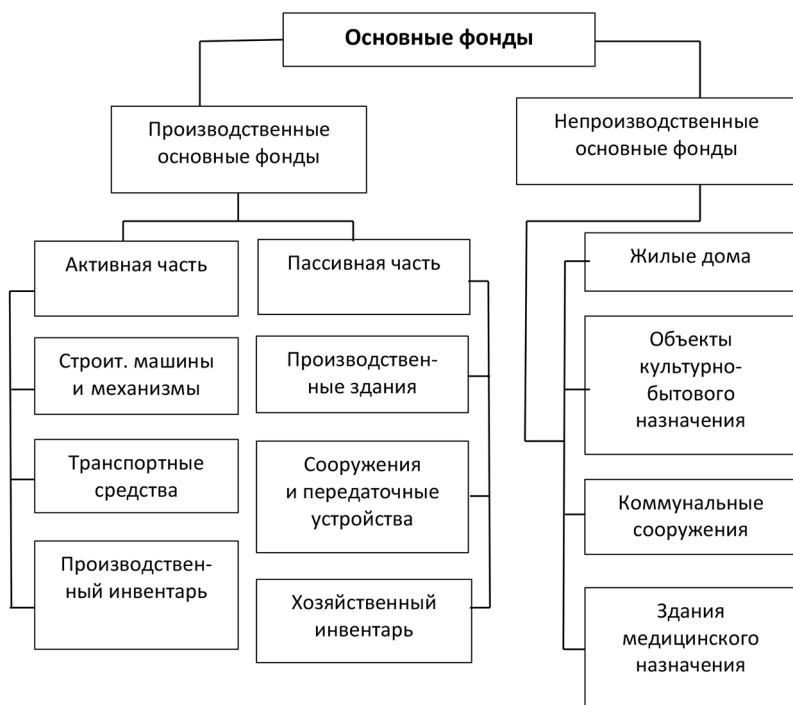 Основные фонды
Производственные
основные фонды
Непроизводственные
основные фонды
Активная часть
Пассивная часть
Строит. машины
и механизмы
Транспортные
средства
Производствен-
ный инвентарь
Производствен-
ные здания
Сооружения
и передаточные
устройства
Хозяйственный
инвентарь
Жилые дома
Объекты
культурно-
бытового
назначения
Коммунальные
сооружения
Здания
медицинского
назначения